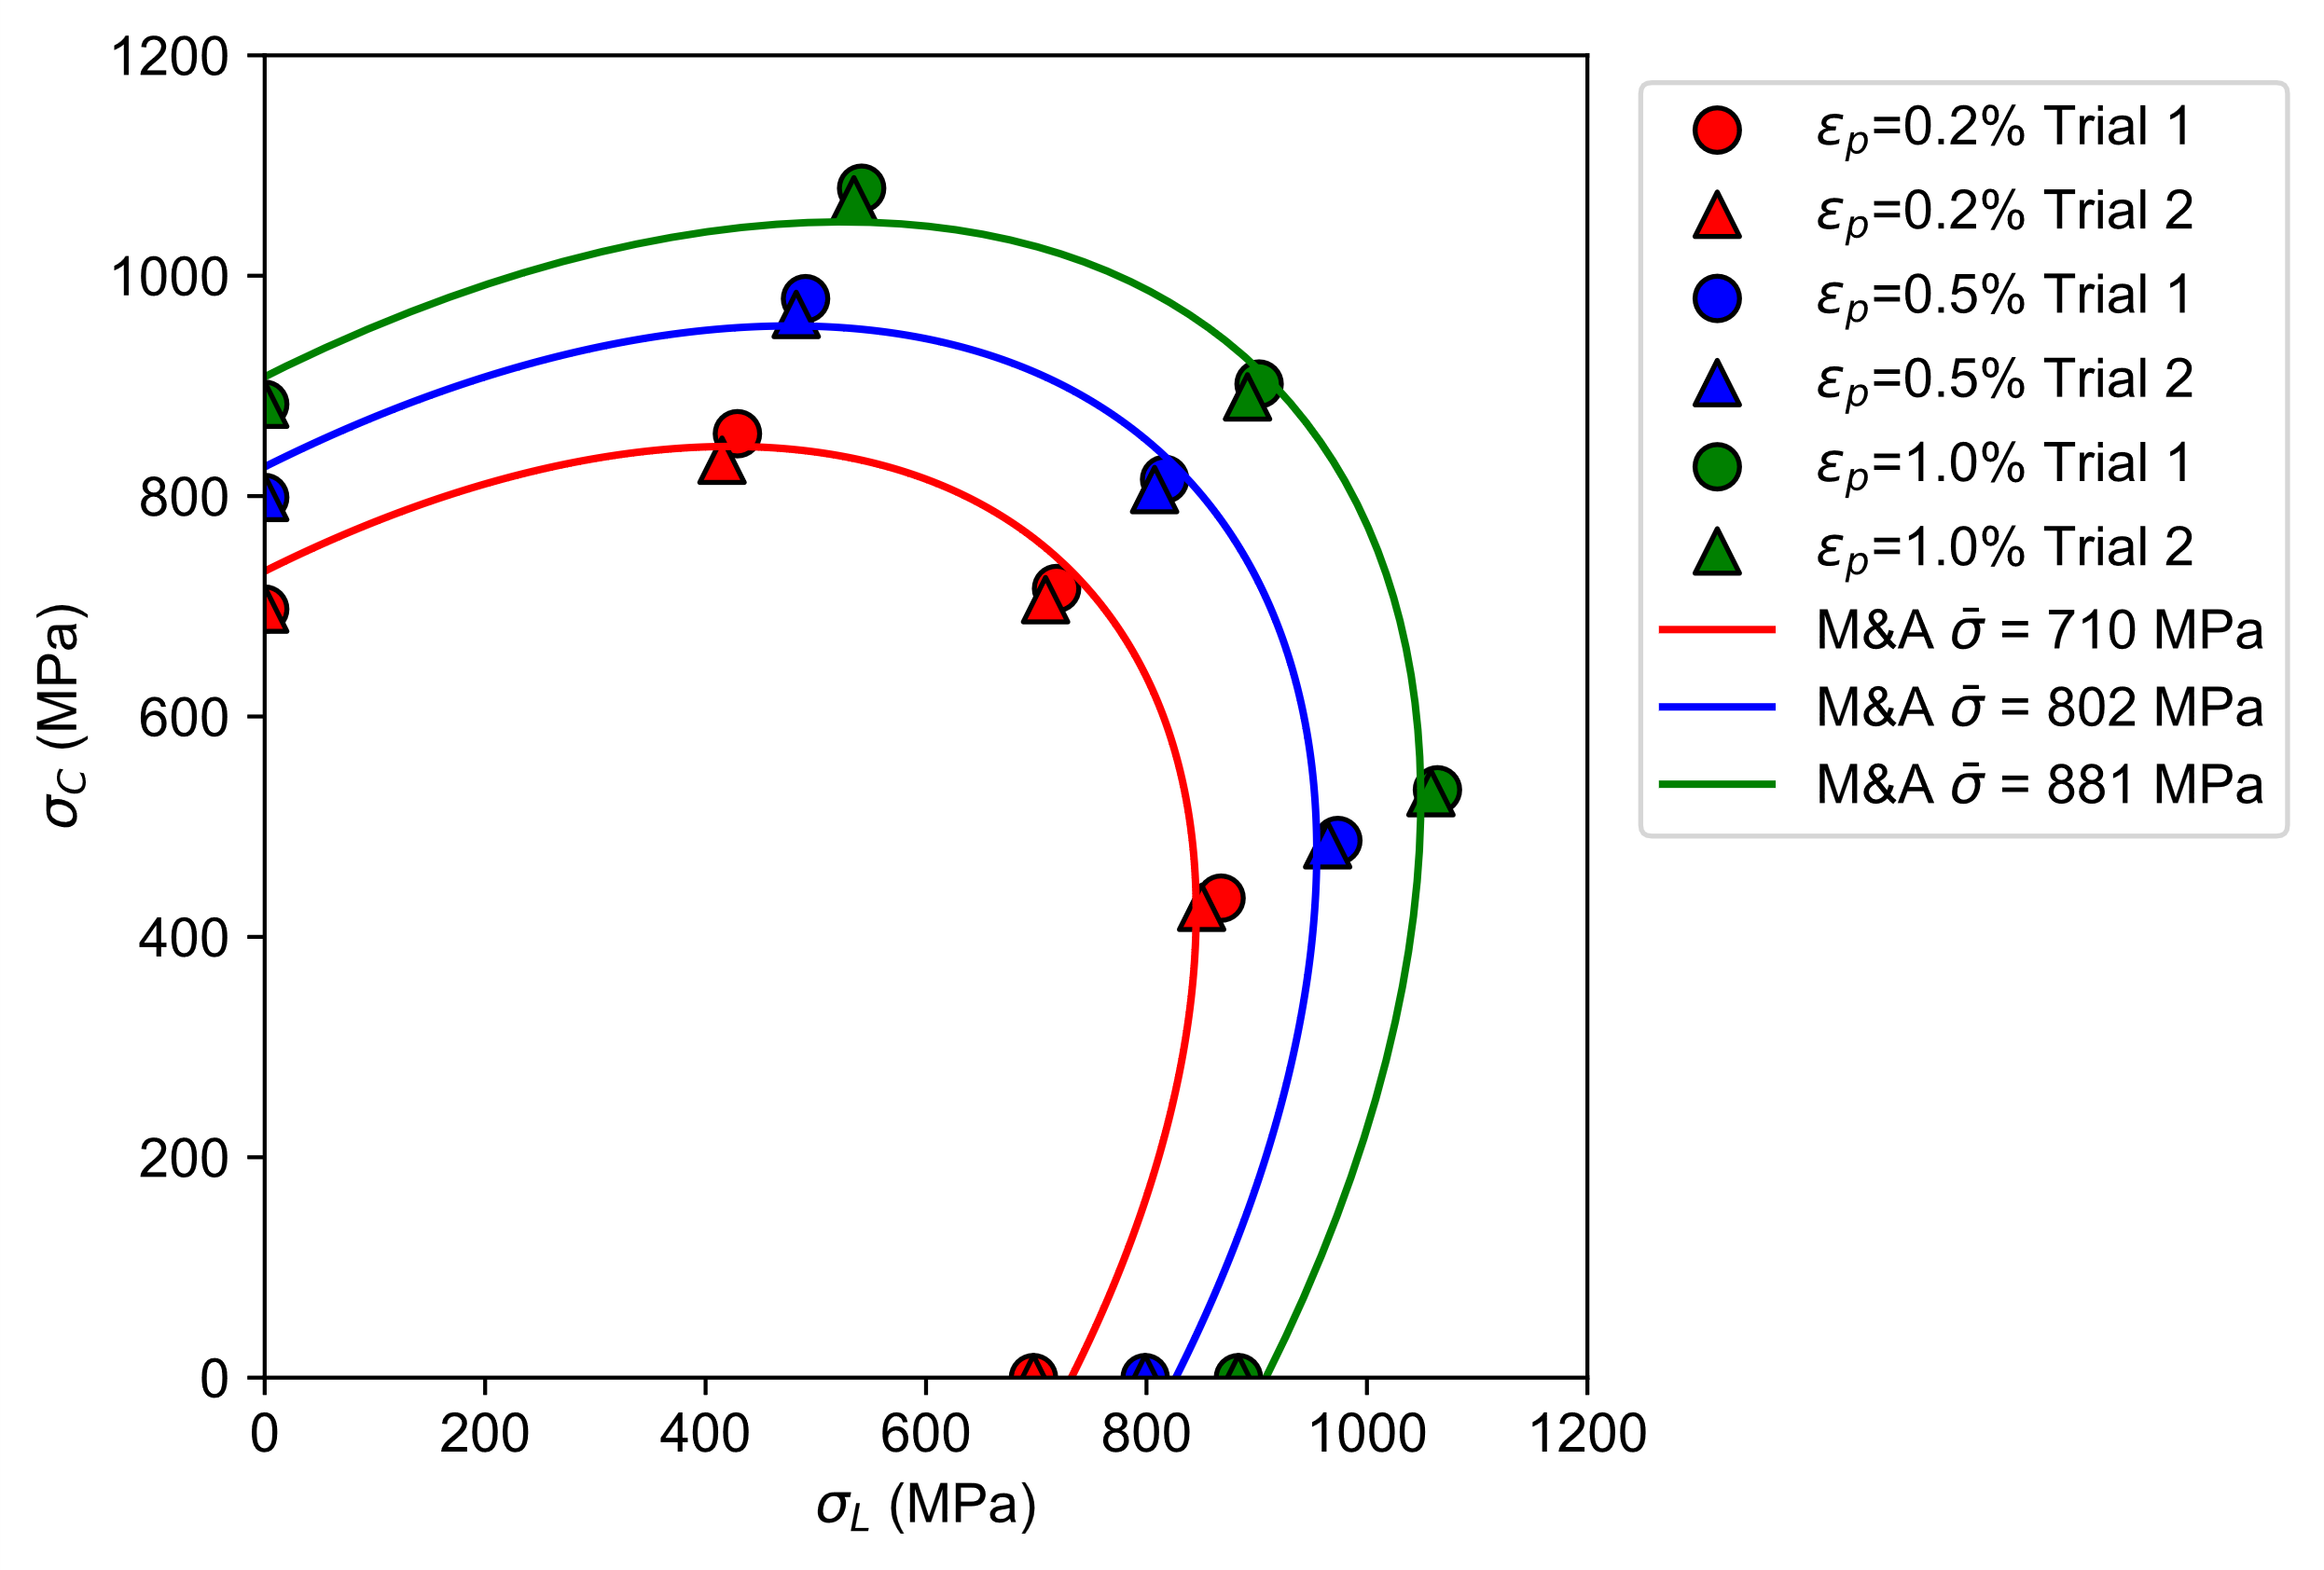 1200
1000
800
600
400
200
0
σC (MPa)
0 200 400 600 800 1000 1200
σL (MPa)
εp=0.2% Trial 1
εp=0.2% Trial 2
εp=0.5% Trial 1
εp=0.5% Trial 2
εp=1.0% Trial 1
εp=1.0% Trial 2
M&A σ̄ = 710 MPa
M&A σ̄ = 802 MPa
M&A σ̄ = 881 MPa